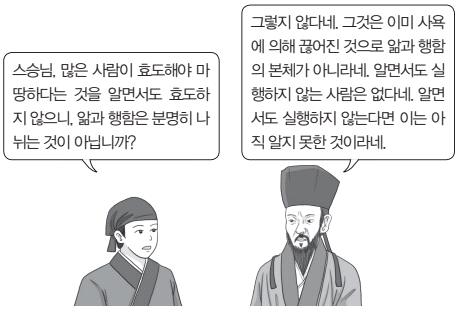 스승님, 많은 사람이 효도해야 마
땅하다는 것을 알면서도 효도하
지 않으니, 앎과 행함은 분명히 나
뉘는 것이 아닙니까?
그렇지 않다네. 그것은 이미 사욕
에 의해 끊어진 것으로 앎과 행함
의 본체가 아니라네. 알면서도 실
행하지 않는 사람은 없다네. 알면
서도 실행하지 않는다면 이는 아
직 알지 못한 것이라네.